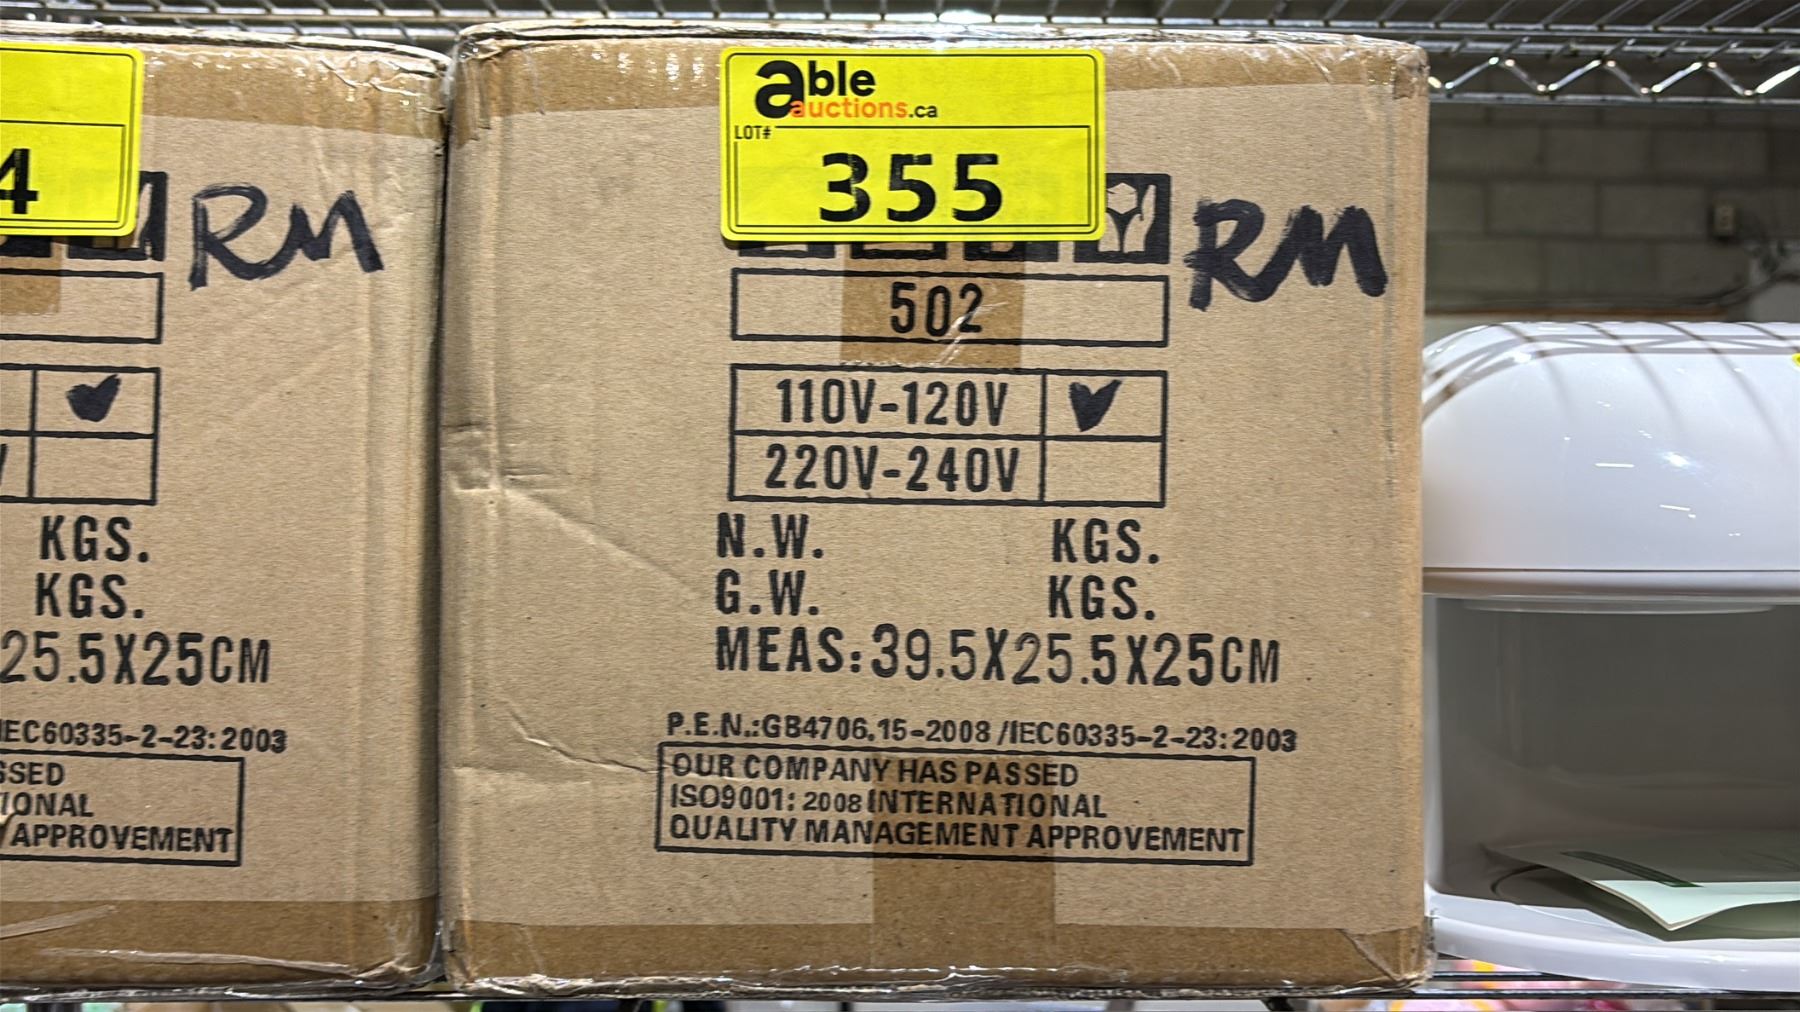 able
auctions.ca
LOT#
355
RM
502
110V-120V
220V-240V
N.W. KGS.
G.W. KGS.
MEAS:39.5X25.5X25CM
P.E.N.:GB4706.15-2008/IEC60335-2-23:2003
OUR COMPANY HAS PASSED
ISO9001:2008 INTERNATIONAL
QUALITY MANAGEMENT APPROVEMENT
4
RM
KGS.
KGS.
25.5X25CM
IEC60335-2-23:2003
SSED
IONAL
APPROVEMENT